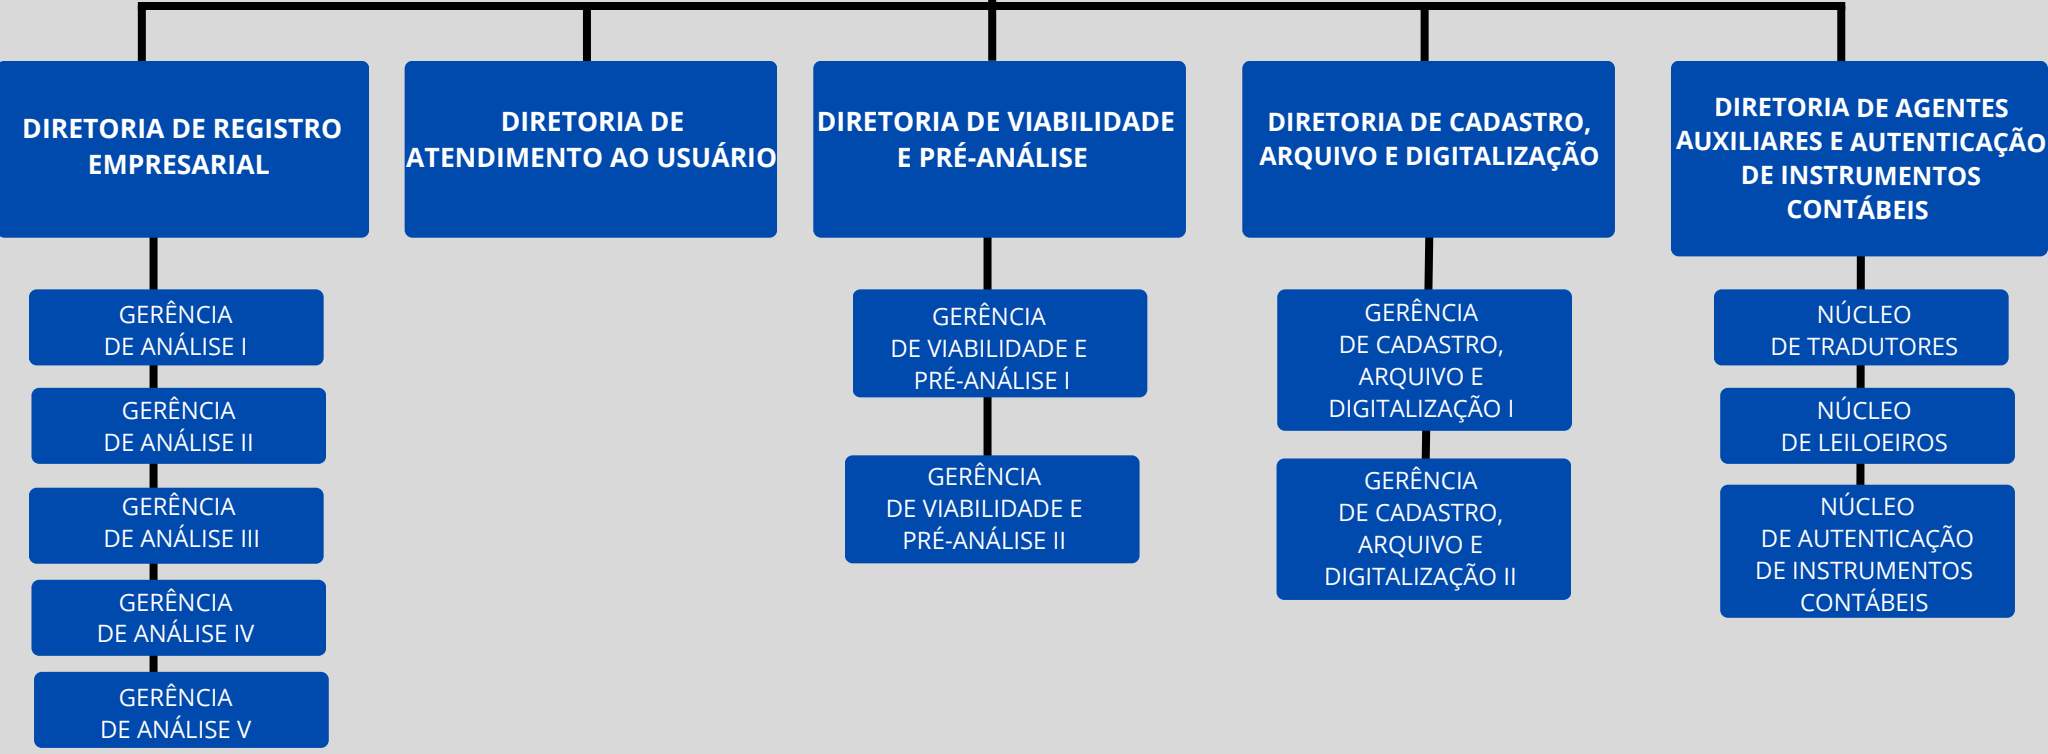 DIRETORIA DE REGISTRO
EMPRESARIAL
GERÊNCIA
DE ANÁLISE I
GERÊNCIA
DE ANÁLISE II
GERÊNCIA
DE ANÁLISE III
GERÊNCIA
DE ANÁLISE IV
GERÊNCIA
DE ANÁLISE V
DIRETORIA DE
ATENDIMENTO AO USUÁRIO
DIRETORIA DE VIABILIDADE
E PRÉ-ANÁLISE
GERÊNCIA
DE VIABILIDADE E
PRÉ-ANÁLISE I
GERÊNCIA
DE VIABILIDADE E
PRÉ-ANÁLISE II
DIRETORIA DE CADASTRO,
ARQUIVO E DIGITALIZAÇÃO
GERÊNCIA
DE CADASTRO,
ARQUIVO E
DIGITALIZAÇÃO I
GERÊNCIA
DE CADASTRO,
ARQUIVO E
DIGITALIZAÇÃO II
DIRETORIA DE AGENTES
AUXILIARES E AUTENTICAÇÃO
DE INSTRUMENTOS
CONTÁBEIS
NÚCLEO
DE TRADUTORES
NÚCLEO
DE LEILOEIROS
NÚCLEO
DE AUTENTICAÇÃO
DE INSTRUMENTOS
CONTÁBEIS